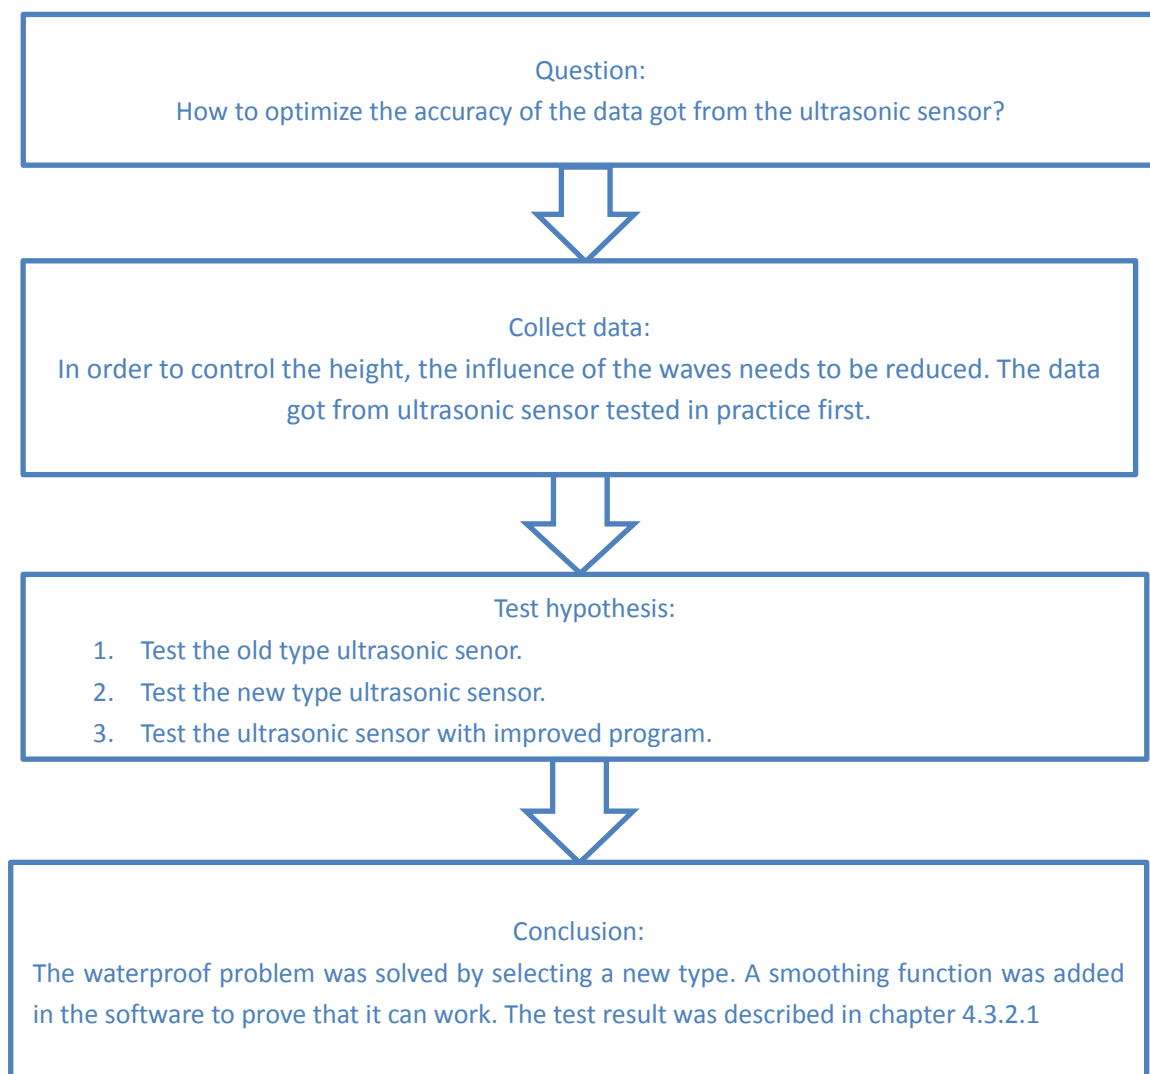 Question:
How to optimize the accuracy of the data got from the ultrasonic sensor?
Collect data:
In order to control the height, the influence of the waves needs to be reduced. The data
got from ultrasonic sensor tested in practice first.
Test hypothesis:
1. Test the old type ultrasonic senor.
2. Test the new type ultrasonic sensor.
3. Test the ultrasonic sensor with improved program.
Conclusion:
The waterproof problem was solved by selecting a new type. A smoothing function was added
in the software to prove that it can work. The test result was described in chapter 4.3.2.1